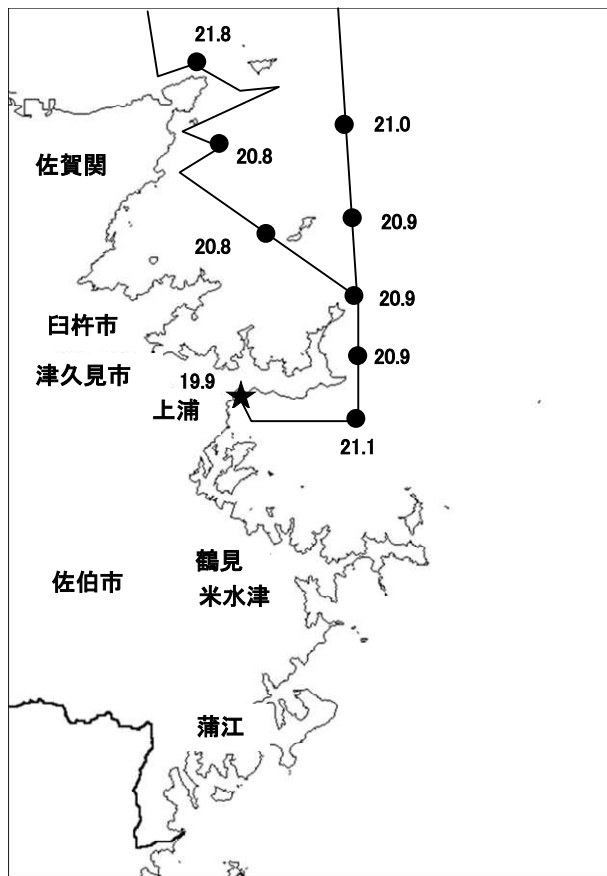 21.8
21.0
20.8
佐賀関
20.9
20.8
20.9
臼杵市
20.9
津久見市
19.9
上浦
21.1
鶴見
佐伯市
米水津
蒲江